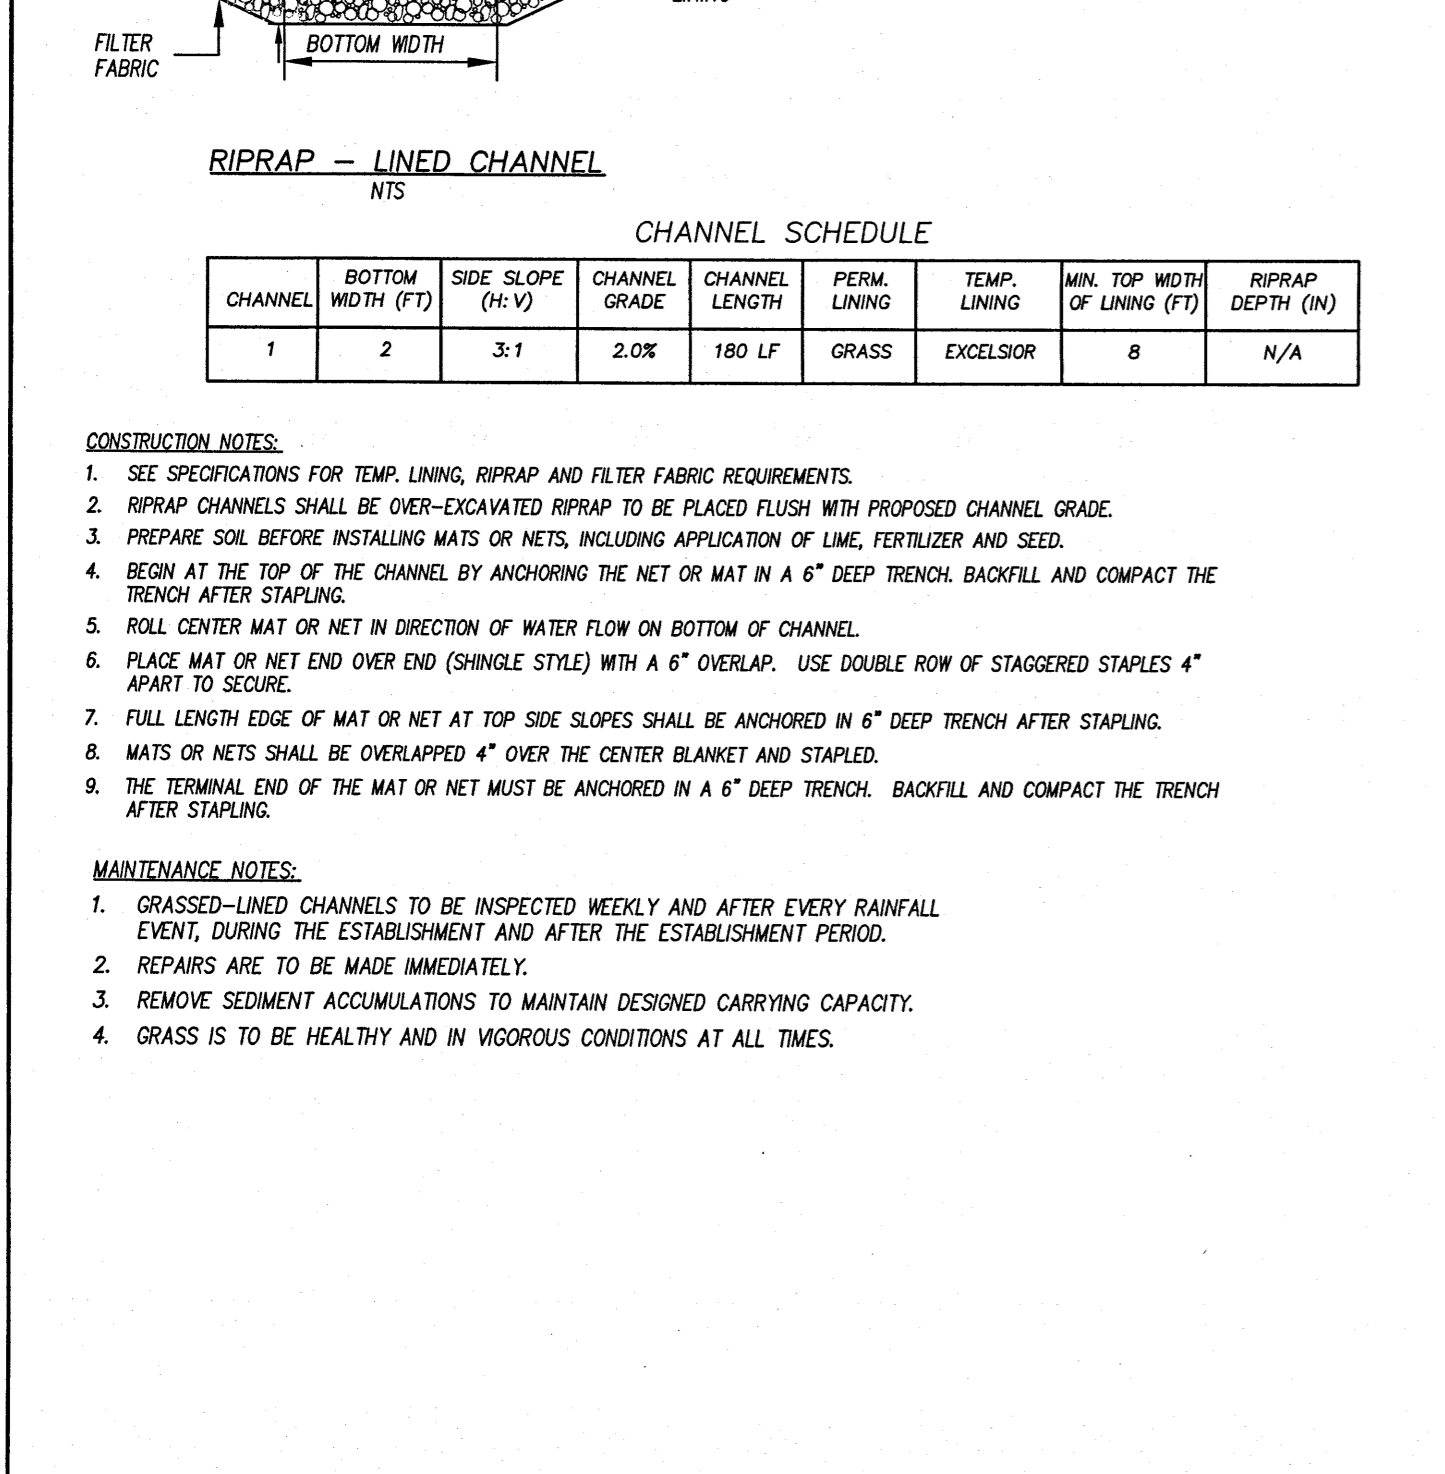 FILTER
FABRIC
BOTTOM WIDTH
RIPRAP – LINED CHANNEL
NTS
CHANNEL SCHEDULE
CHANNEL BOTTOM WIDTH (FT) SIDE SLOPE (H: V) CHANNEL GRADE CHANNEL LENGTH PERM. LINING TEMP. LINING MIN. TOP WIDTH OF LINING (FT) RIPRAP DEPTH (IN)
1 2 3:1 2.0% 180 LF GRASS EXCELSIOR 8 N/A
CONSTRUCTION NOTES:
1. SEE SPECIFICATIONS FOR TEMP. LINING, RIPRAP AND FILTER FABRIC REQUIREMENTS.
2. RIPRAP CHANNELS SHALL BE OVER–EXCAVATED RIPRAP TO BE PLACED FLUSH WITH PROPOSED CHANNEL GRADE.
3. PREPARE SOIL BEFORE INSTALLING MATS OR NETS, INCLUDING APPLICATION OF LIME, FERTILIZER AND SEED.
4. BEGIN AT THE TOP OF THE CHANNEL BY ANCHORING THE NET OR MAT IN A 6" DEEP TRENCH. BACKFILL AND COMPACT THE
TRENCH AFTER STAPLING.
5. ROLL CENTER MAT OR NET IN DIRECTION OF WATER FLOW ON BOTTOM OF CHANNEL.
6. PLACE MAT OR NET END OVER END (SHINGLE STYLE) WITH A 6" OVERLAP. USE DOUBLE ROW OF STAGGERED STAPLES 4"
APART TO SECURE.
7. FULL LENGTH EDGE OF MAT OR NET AT TOP SIDE SLOPES SHALL BE ANCHORED IN 6" DEEP TRENCH AFTER STAPLING.
8. MATS OR NETS SHALL BE OVERLAPPED 4" OVER THE CENTER BLANKET AND STAPLED.
9. THE TERMINAL END OF THE MAT OR NET MUST BE ANCHORED IN A 6" DEEP TRENCH. BACKFILL AND COMPACT THE TRENCH
AFTER STAPLING.
MAINTENANCE NOTES:
1. GRASSED–LINED CHANNELS TO BE INSPECTED WEEKLY AND AFTER EVERY RAINFALL
EVENT, DURING THE ESTABLISHMENT AND AFTER THE ESTABLISHMENT PERIOD.
2. REPAIRS ARE TO BE MADE IMMEDIATELY.
3. REMOVE SEDIMENT ACCUMULATIONS TO MAINTAIN DESIGNED CARRYING CAPACITY.
4. GRASS IS TO BE HEALTHY AND IN VIGOROUS CONDITIONS AT ALL TIMES.